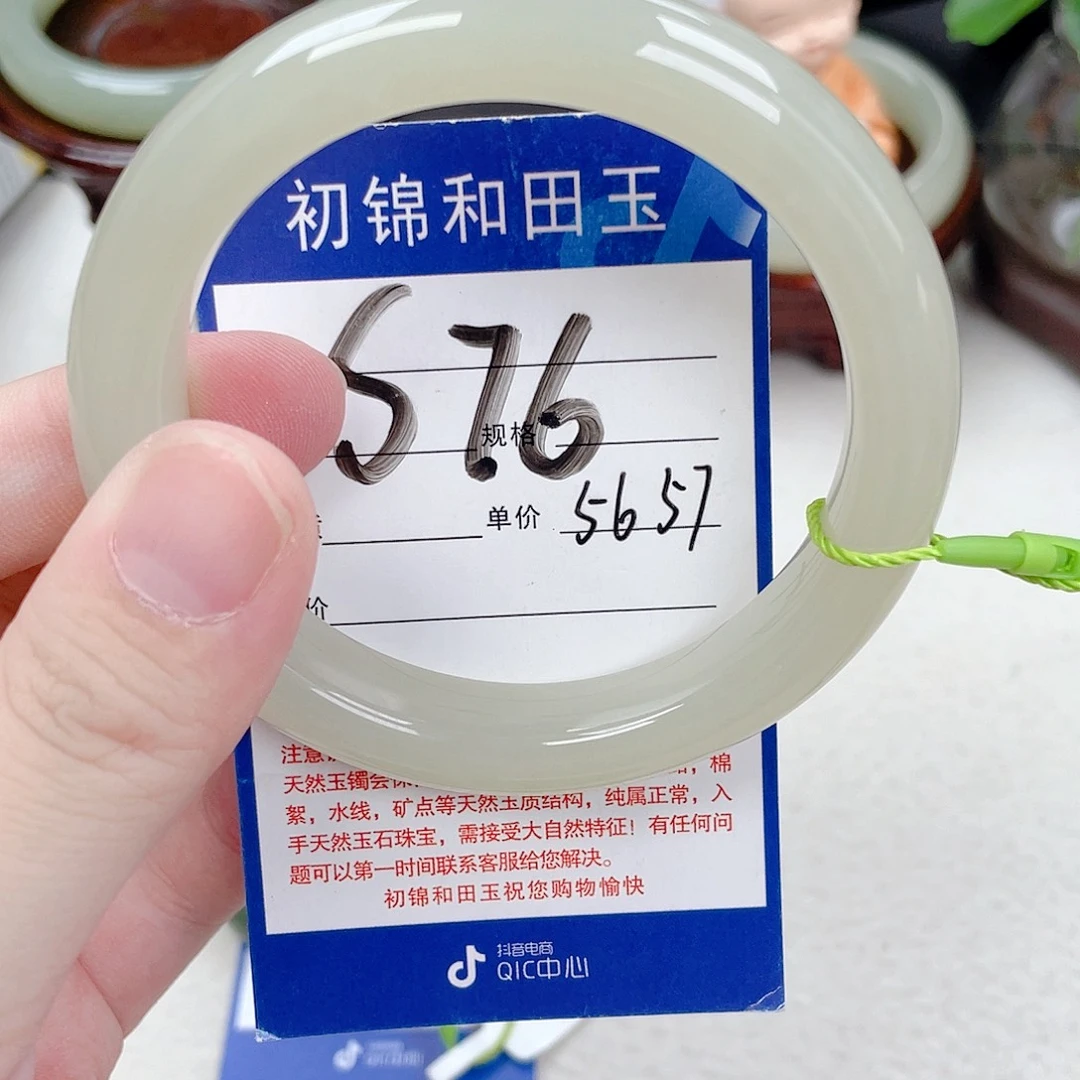 初锦和田玉
57.6
规格
单价 5657
价
注意
天然玉镯会保 棉
絮，水线，矿点等天然玉质结构，纯属正常，入
手天然玉石珠宝，需接受大自然特征！有任何问
题可以第一时间联系客服给您解决。
初锦和田玉祝您购物愉快
抖音电商
QIC中心